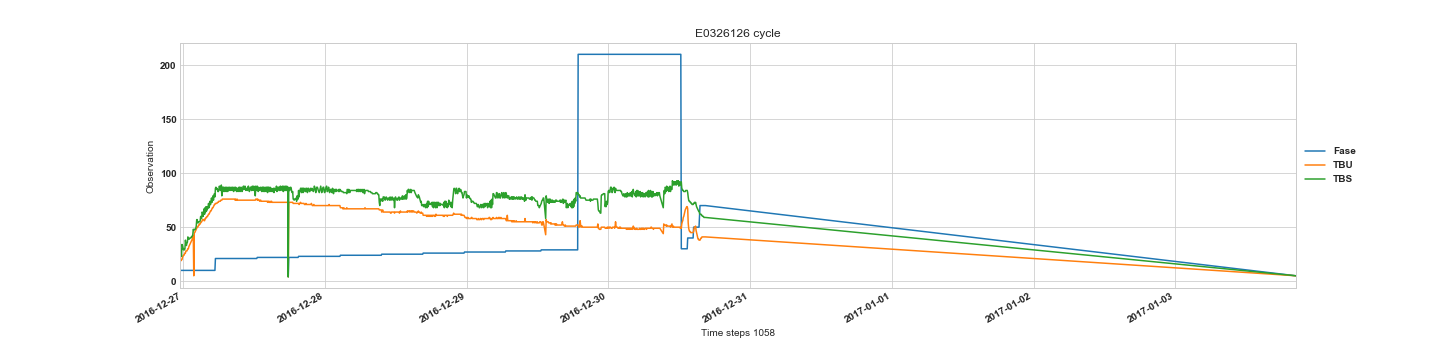 E0326126 cycle
200
150
100
50
0
Observation
Fase
TBU
TBS
2016-12-27
2016-12-28
2016-12-29
2016-12-30
2016-12-31
2017-01-01
2017-01-02
2017-01-03
Time steps 1058